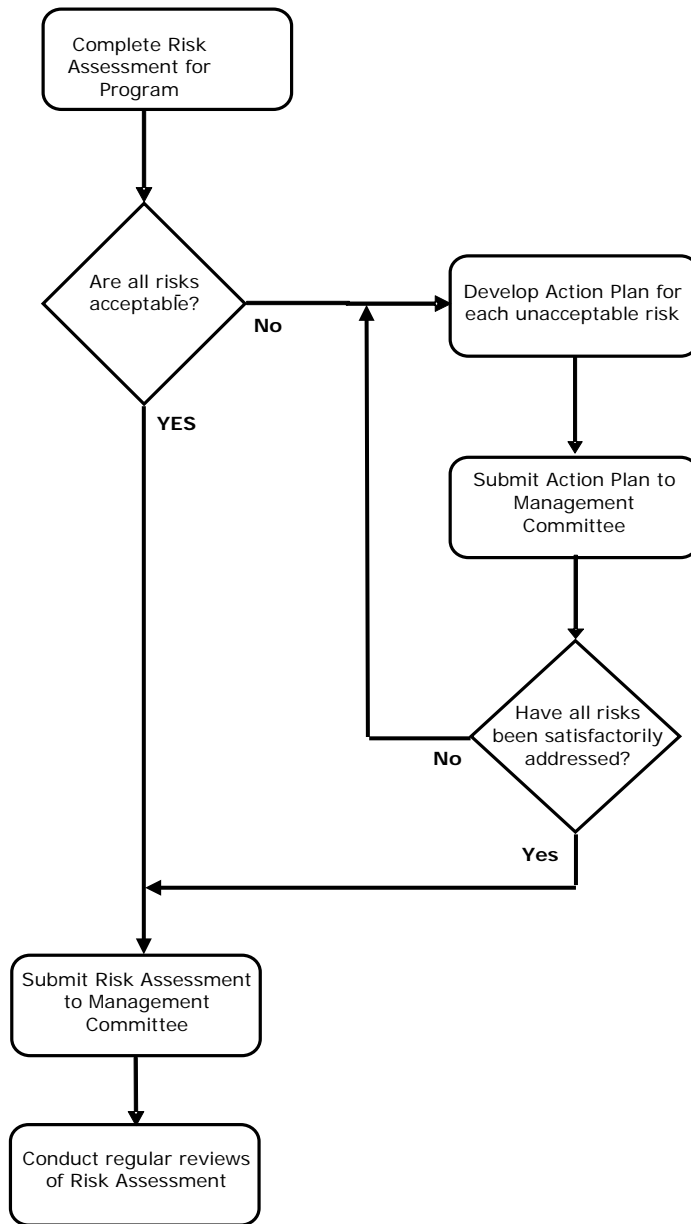 Complete Risk
Assessment for
Program
Are all risks
acceptable?
No
YES
Develop Action Plan for
each unacceptable risk
Submit Action Plan to
Management
Committee
Have all risks
been satisfactorily
addressed?
No
Yes
Submit Risk Assessment
to Management
Committee
Conduct regular reviews
of Risk Assessment